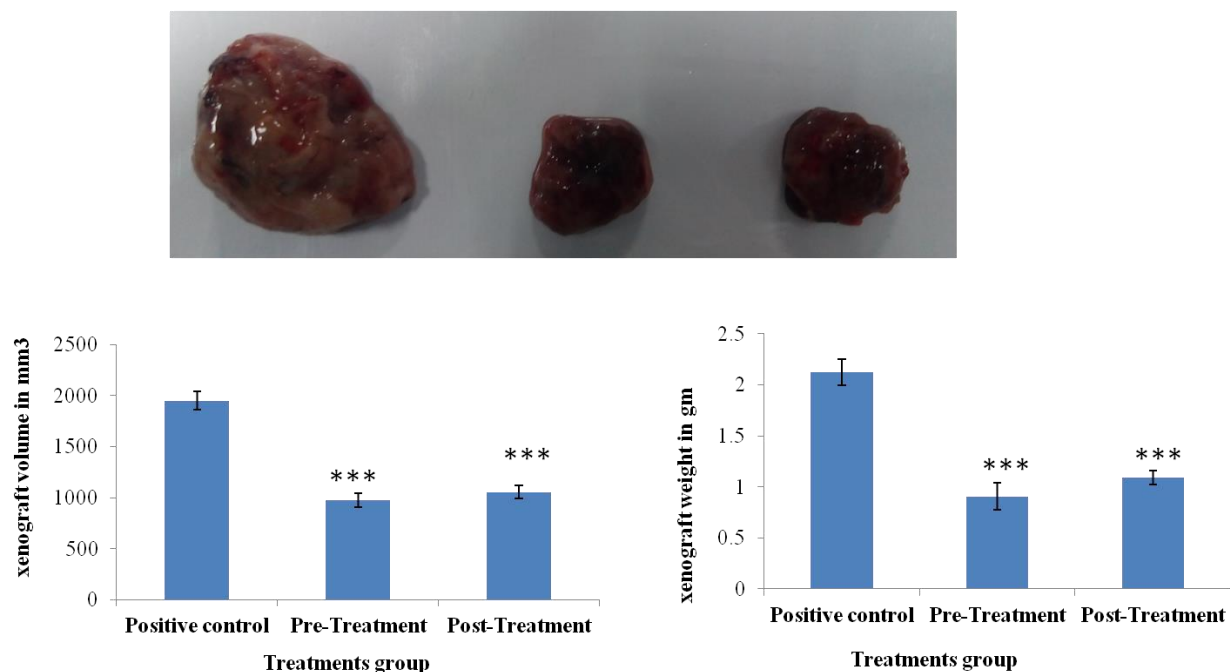 xenograft volume in mm3
2500
2000
1500
1000
500
0
***
***
Positive control Pre-Treatment Post-Treatment
Treatments group
xenograft weight in gm
2.5
2
1.5
1
0.5
0
***
***
Positive control Pre-Treatment Post-Treatment
Treatments group